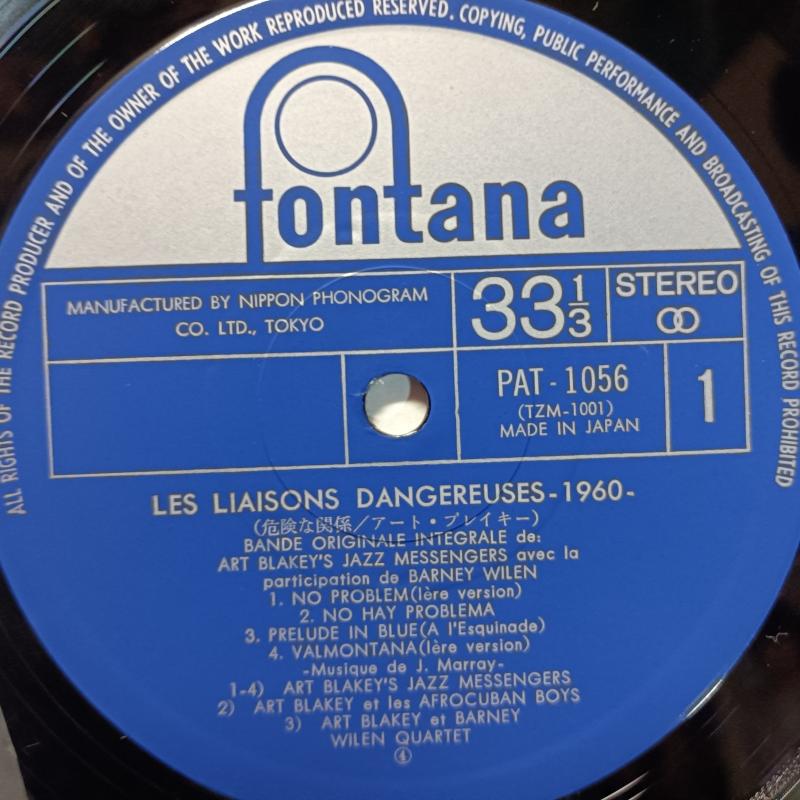 ALL RIGHTS OF THE RECORD PRODUCER AND OF THE OWNER OF THE WORK REPRODUCED RESERVED. COPYING, PUBLIC PERFORMANCE AND BROADCASTING OF THIS RECORD PROHIBITED
fontana
MANUFACTURED BY NIPPON PHONOGRAM
CO. LTD., TOKYO
33 1/3
STEREO
PAT-1056
(TZM-1001)
MADE IN JAPAN
1
LES LIAISONS DANGEREUSES-1960-
(危険な関係/アート・ブレイキー)
BANDE ORIGINALE INTEGRALE de:
ART BLAKEY'S JAZZ MESSENGERS avec la
participation de BARNEY WILEN
1. NO PROBLEM(lère version)
2. NO HAY PROBLEMA
3. PRELUDE IN BLUE(A l'Esquinade)
4. VALMONTANA(lère version)
-Musique de J. Marray-
1-4) ART BLAKEY'S JAZZ MESSENGERS
2) ART BLAKEY et les AFROCUBAN BOYS
3) ART BLAKEY et BARNEY
WILEN QUARTET
④